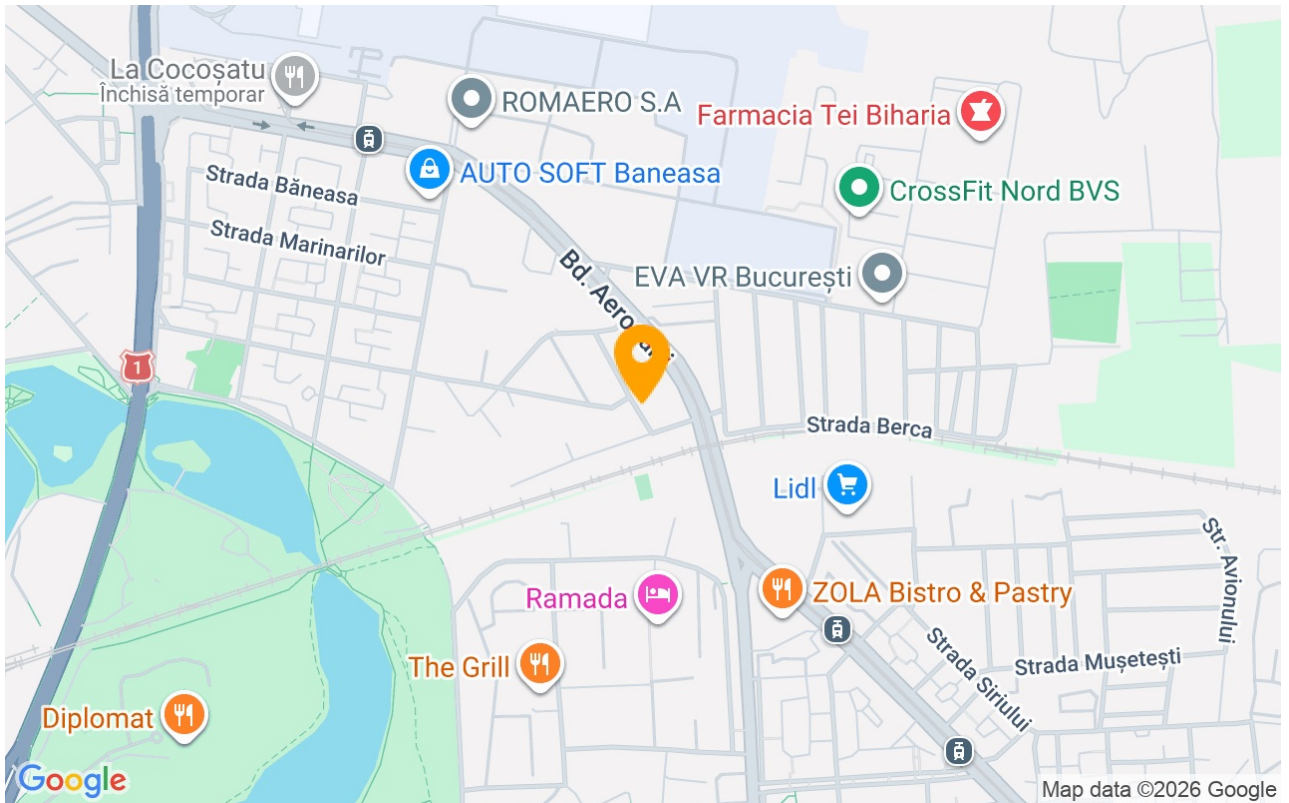 La Cocoșatu
Închisă temporar
ROMAERO S.A
Farmacia Tei Biharia
AUTO SOFT Baneasa
Strada Băneasa
CrossFit Nord BVS
Strada Marinarilor
Bd. Aero
EVA VR București
1
Strada Berca
Lidl
Str. Avionului
Ramada
ZOLA Bistro & Pastry
The Grill
Strada Siriului
Strada Mușetești
Diplomat
Google
Map data ©2026 Google